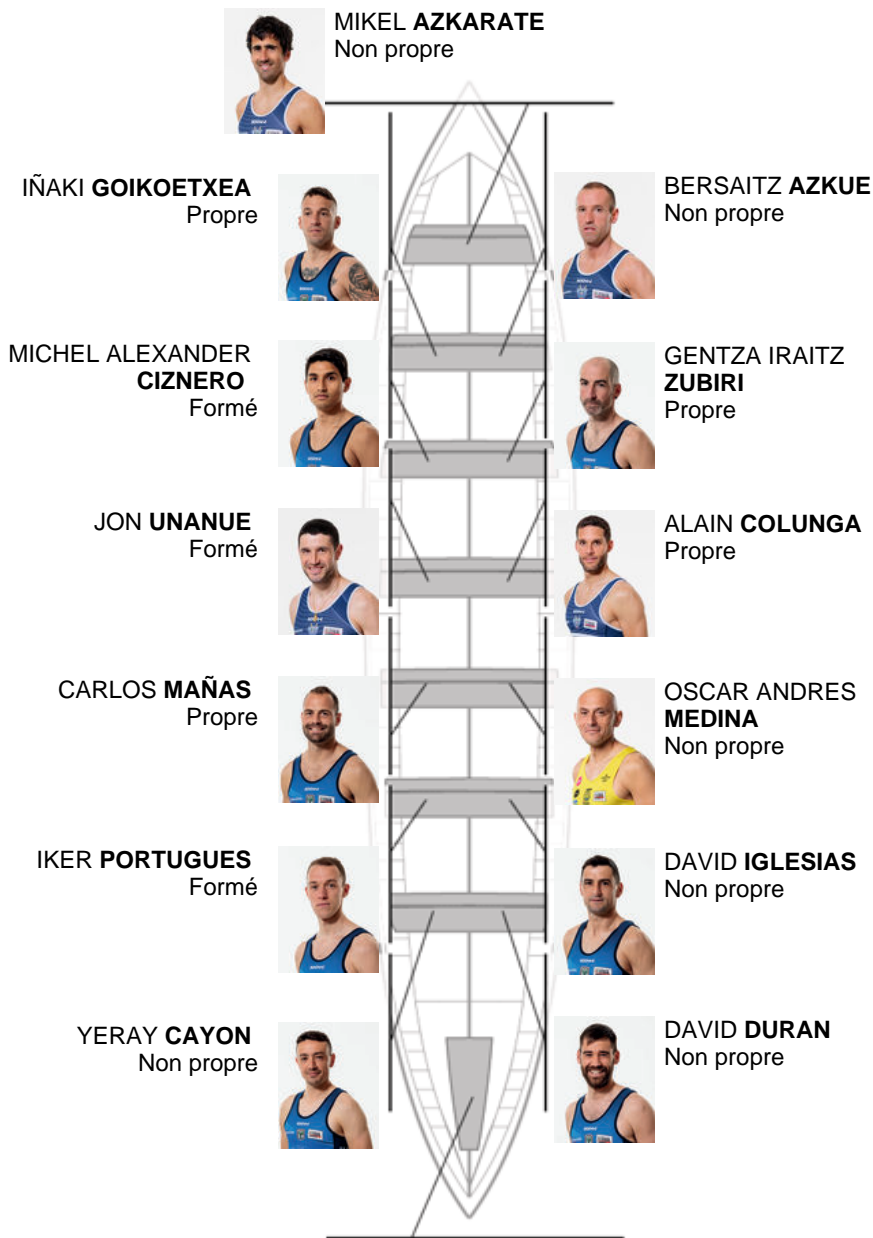 MIKEL AZKARATE
Non propre
IÑAKI GOIKOETXEA
Propre
BERSAITZ AZKUE
Non propre
MICHEL ALEXANDER
CIZNERO
Formé
GENTZA IRAITZ
ZUBIRI
Propre
JON UNANUE
Formé
ALAIN COLUNGA
Propre
CARLOS MAÑAS
Propre
OSCAR ANDRES
MEDINA
Non propre
IKER PORTUGUES
Formé
DAVID IGLESIAS
Non propre
YERAY CAYON
Non propre
DAVID DURAN
Non propre